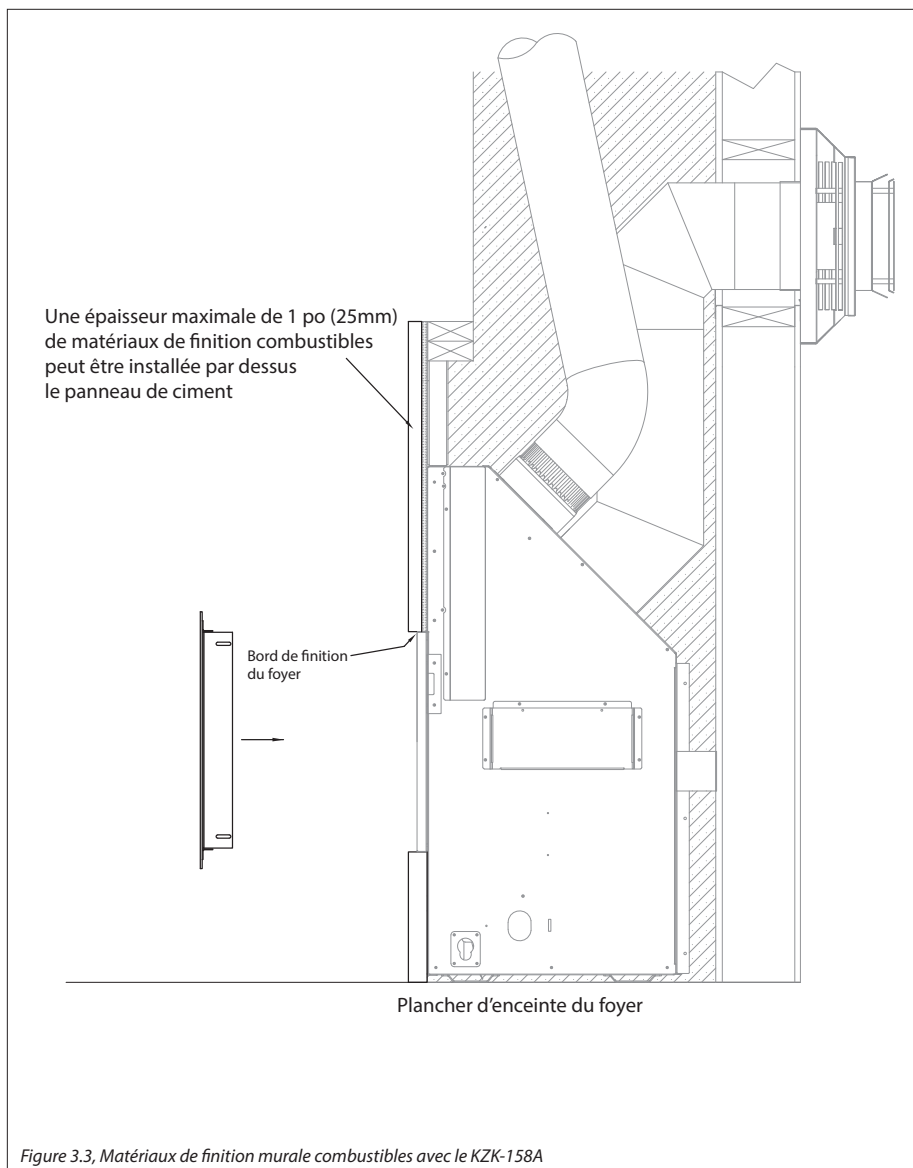 Une épaisseur maximale de 1 po (25mm)
de matériaux de finition combustibles
peut être installée par dessus
le panneau de ciment
Bord de finition
du foyer
Plancher d'enceinte du foyer
Figure 3.3, Matériaux de finition murale combustibles avec le KZK-158A